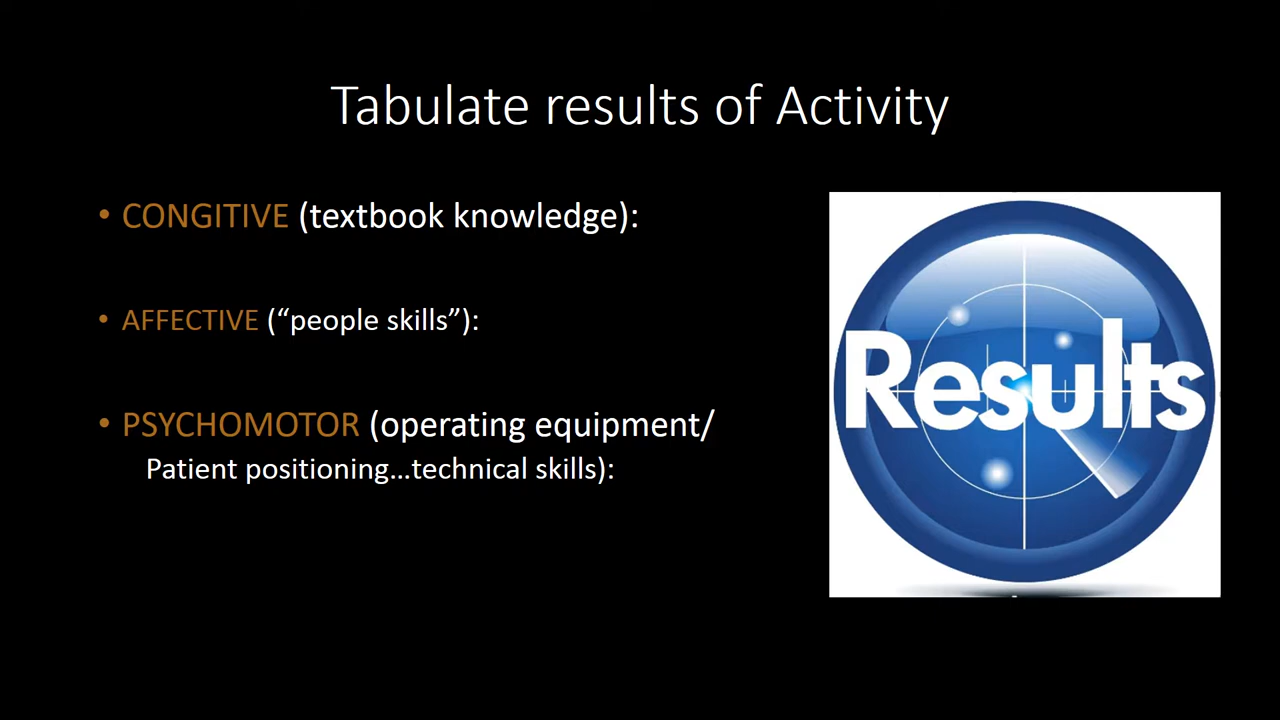 Tabulate results of Activity
• CONGITIVE (textbook knowledge):
• AFFECTIVE (“people skills”):
• PSYCHOMOTOR (operating equipment/
Patient positioning...technical skills):
Results